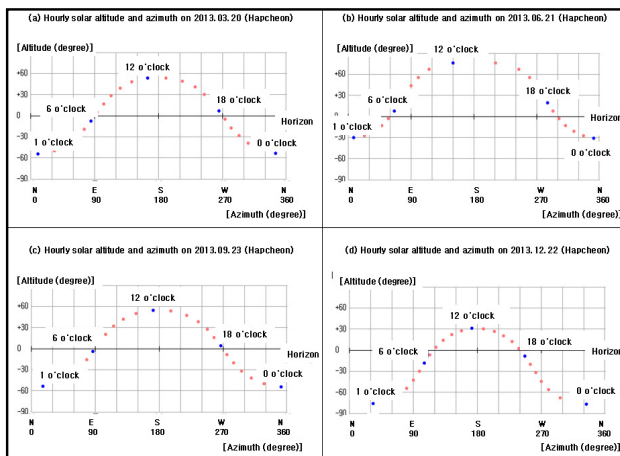 (a) Hourly solar altitude and azimuth on 2013.03.20 (Hapcheon)
[Altitude (degree)]
12 o'clock
+60
+30
6 o'clock
18 o'clock
0
Horizon
-30
1 o'clock
0 o'clock
-60
-90
N E S W N
0 90 180 270 360
[Azimuth (degree)]
(b) Hourly solar altitude and azimuth on 2013.06.21 (Hapcheon)
[Altitude (degree)]
12 o'clock
+60
+30
6 o'clock
18 o'clock
0
Horizon
1 o'clock
-30
0 o'clock
-60
-90
N E S W N
0 90 180 270 360
[Azimuth (degree)]
(c) Hourly solar altitude and azimuth on 2013.09.23 (Hapcheon)
[Altitude (degree)]
12 o'clock
+60
+30
6 o'clock
18 o'clock
0
Horizon
-30
1 o'clock
0 o'clock
-60
-90
N E S W N
0 90 180 270 360
[Azimuth (degree)]
(d) Hourly solar altitude and azimuth on 2013.12.22 (Hapcheon)
[Altitude (degree)]
+60
12 o'clock
+30
6 o'clock
18 o'clock
0
Horizon
-30
1 o'clock
0 o'clock
-60
-90
N E S W N
0 90 180 270 360
[Azimuth (degree)]